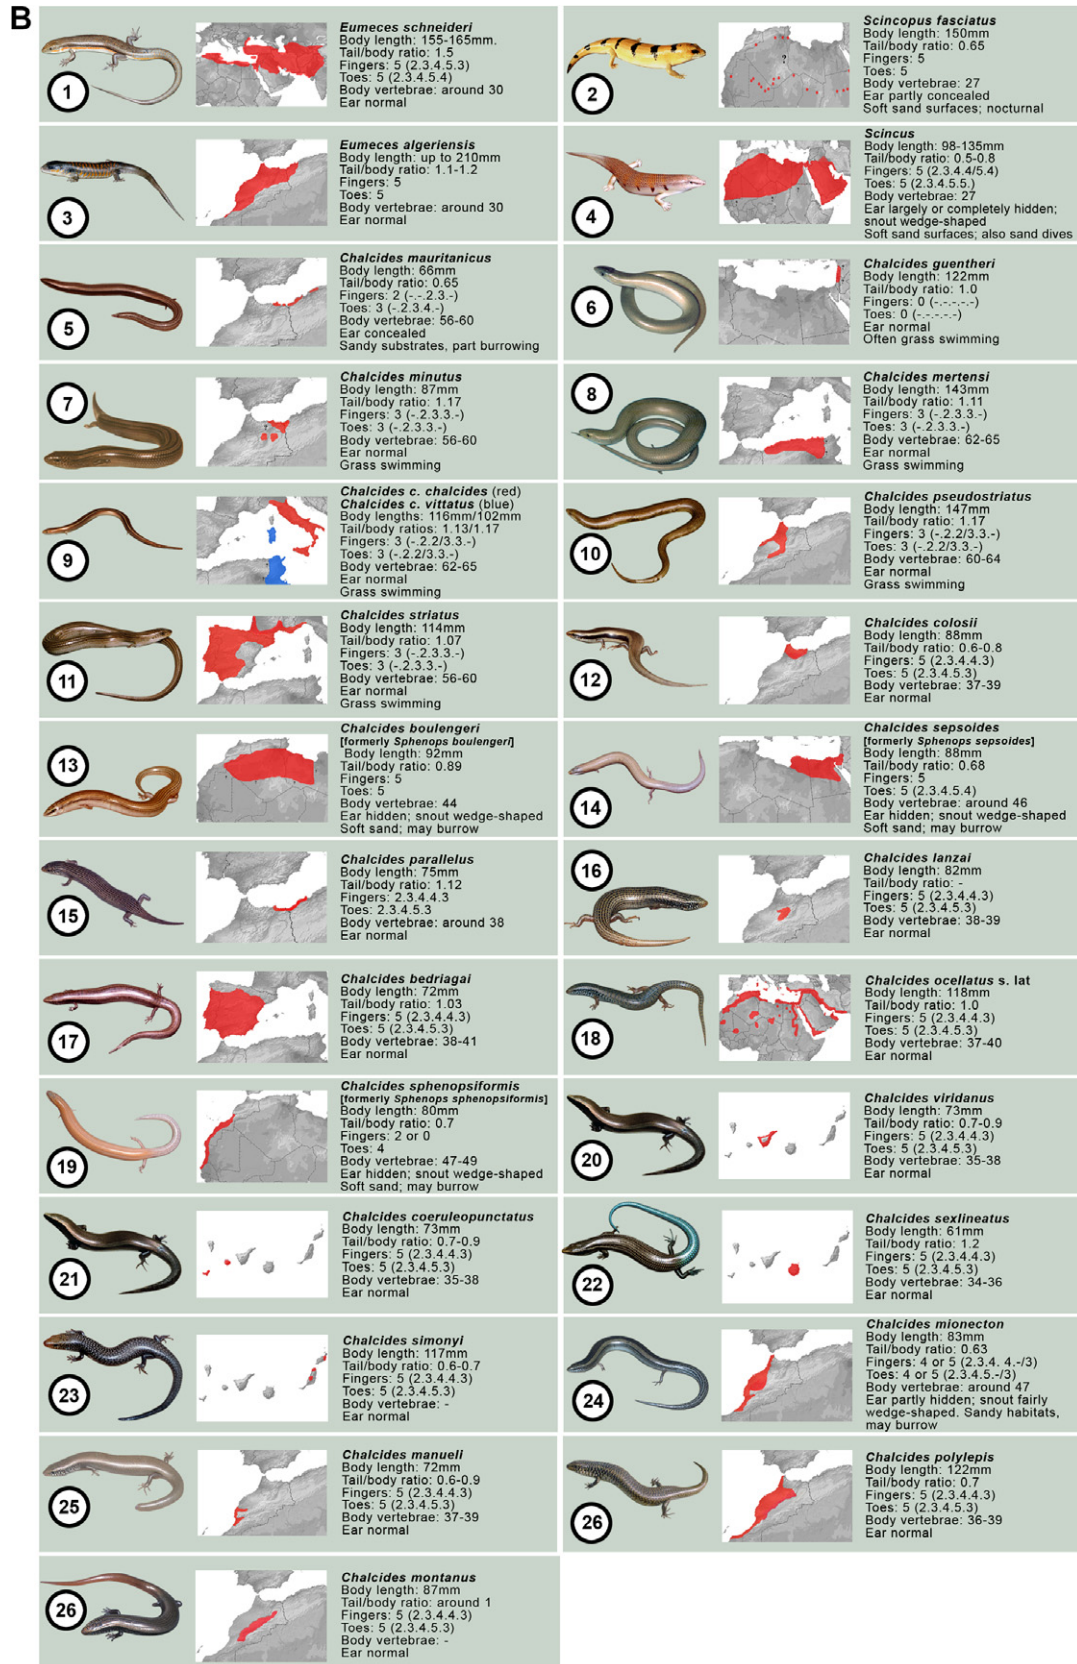 B
1
Eumeces schneideri
Body length: 155-165mm.
Tail/body ratio: 1.5
Fingers: 5 (2.3.4.5.3)
Toes: 5 (2.3.4.5.4)
Body vertebrae: around 30
Ear normal
2
Scincopus fasciatus
Body length: 150mm
Tail/body ratio: 0.65
Fingers: 5
Toes: 5
Body vertebrae: 27
Ear partly concealed
Soft sand surfaces; nocturnal
?
3
Eumeces algeriensis
Body length: up to 210mm
Tail/body ratio: 1.1-1.2
Fingers: 5
Toes: 5
Body vertebrae: around 30
Ear normal
4
Scincus
Body length: 98-135mm
Tail/body ratio: 0.5-0.8
Fingers: 5 (2.3.4.4/5.4)
Toes: 5 (2.3.4.5.5.)
Body vertebrae: 27
Ear largely or completely hidden;
snout wedge-shaped
Soft sand surfaces; also sand dives
5
Chalcides mauritanicus
Body length: 66mm
Tail/body ratio: 0.65
Fingers: 2 (-.-.2.3.-)
Toes: 3 (-.2.3.4.-)
Body vertebrae: 56-60
Ear concealed
Sandy substrates, part burrowing
6
Chalcides guentheri
Body length: 122mm
Tail/body ratio: 1.0
Fingers: 0 (-.-.-.-.-)
Toes: 0 (-.-.-.-.-)
Ear normal
Often grass swimming
7
?
Chalcides minutus
Body length: 87mm
Tail/body ratio: 1.17
Fingers: 3 (-.2.3.3.-)
Toes: 3 (-.2.3.3.-)
Body vertebrae: 56-60
Ear normal
Grass swimming
8
Chalcides mertensi
Body length: 143mm
Tail/body ratio: 1.11
Fingers: 3 (-.2.3.3.-)
Toes: 3 (-.2.3.3.-)
Body vertebrae: 62-65
Ear normal
Grass swimming
9
Chalcides c. chalcides (red)
Chalcides c. vittatus (blue)
Body lengths: 116mm/102mm
Tail/body ratios: 1.13/1.17
Fingers: 3 (-.2.2/3.3.-)
Toes: 3 (-.2.2/3.3.-)
Body vertebrae: 62-65
Ear normal
Grass swimming
10
Chalcides pseudostriatus
Body length: 147mm
Tail/body ratio: 1.17
Fingers: 3 (-.2.2/3.3.-)
Toes: 3 (-.2.2/3.3.-)
Body vertebrae: 60-64
Ear normal
Grass swimming
11
Chalcides striatus
Body length: 114mm
Tail/body ratio: 1.07
Fingers: 3 (-.2.3.3.-)
Toes: 3 (-.2.3.3.-)
Body vertebrae: 56-60
Ear normal
Grass swimming
12
Chalcides colosii
Body length: 88mm
Tail/body ratio: 0.6-0.8
Fingers: 5 (2.3.4.4.3)
Toes: 5 (2.3.4.5.3)
Body vertebrae: 37-39
Ear normal
13
Chalcides boulengeri
[formerly Sphenops boulengeri]
Body length: 92mm
Tail/body ratio: 0.89
Fingers: 5
Toes: 5
Body vertebrae: 44
Ear hidden; snout wedge-shaped
Soft sand; may burrow
14
Chalcides sepsoides
[formerly Sphenops sepsoides]
Body length: 88mm
Tail/body ratio: 0.68
Fingers: 5
Toes: 5 (2.3.4.5.4)
Body vertebrae: around 46
Ear hidden; snout wedge-shaped
Soft sand; may burrow
15
Chalcides parallelus
Body length: 75mm
Tail/body ratio: 1.12
Fingers: 2.3.4.4.3
Toes: 2.3.4.5.3
Body vertebrae: around 38
Ear normal
16
Chalcides lanzai
Body length: 82mm
Tail/body ratio: -
Fingers: 5 (2.3.4.4.3)
Toes: 5 (2.3.4.5.3)
Body vertebrae: 38-39
Ear normal
17
Chalcides bedriagai
Body length: 72mm
Tail/body ratio: 1.03
Fingers: 5 (2.3.4.4.3)
Toes: 5 (2.3.4.5.3)
Body vertebrae: 38-41
Ear normal
18
Chalcides ocellatus s. lat
Body length: 118mm
Tail/body ratio: 1.0
Fingers: 5 (2.3.4.4.3)
Toes: 5 (2.3.4.5.3)
Body vertebrae: 37-40
Ear normal
19
Chalcides sphenopsiformis
[formerly Sphenops sphenopsiformis]
Body length: 80mm
Tail/body ratio: 0.7
Fingers: 2 or 0
Toes: 4
Body vertebrae: 47-49
Ear hidden; snout wedge-shaped
Soft sand; may burrow
20
Chalcides viridanus
Body length: 73mm
Tail/body ratio: 0.7-0.9
Fingers: 5 (2.3.4.4.3)
Toes: 5 (2.3.4.5.3)
Body vertebrae: 35-38
Ear normal
21
Chalcides coeruleopunctatus
Body length: 73mm
Tail/body ratio: 0.7-0.9
Fingers: 5 (2.3.4.4.3)
Toes: 5 (2.3.4.5.3)
Body vertebrae: 35-38
Ear normal
22
Chalcides sexlineatus
Body length: 61mm
Tail/body ratio: 1.2
Fingers: 5 (2.3.4.4.3)
Toes: 5 (2.3.4.5.3)
Body vertebrae: 34-36
Ear normal
23
Chalcides simonyi
Body length: 117mm
Tail/body ratio: 0.6-0.7
Fingers: 5 (2.3.4.4.3)
Toes: 5 (2.3.4.5.3)
Body vertebrae: -
Ear normal
24
Chalcides mionecton
Body length: 83mm
Tail/body ratio: 0.63
Fingers: 4 or 5 (2.3.4. 4.-/3)
Toes: 4 or 5 (2.3.4.5.-/3)
Body vertebrae: around 47
Ear partly hidden; snout fairly
wedge-shaped. Sandy habitats,
may burrow
25
Chalcides manueli
Body length: 72mm
Tail/body ratio: 0.6-0.9
Fingers: 5 (2.3.4.4.3)
Toes: 5 (2.3.4.5.3)
Body vertebrae: 37-39
Ear normal
26
Chalcides polylepis
Body length: 122mm
Tail/body ratio: 0.7
Fingers: 5 (2.3.4.4.3)
Toes: 5 (2.3.4.5.3)
Body vertebrae: 36-39
Ear normal
26
Chalcides montanus
Body length: 87mm
Tail/body ratio: around 1
Fingers: 5 (2.3.4.4.3)
Toes: 5 (2.3.4.5.3)
Body vertebrae: -
Ear normal